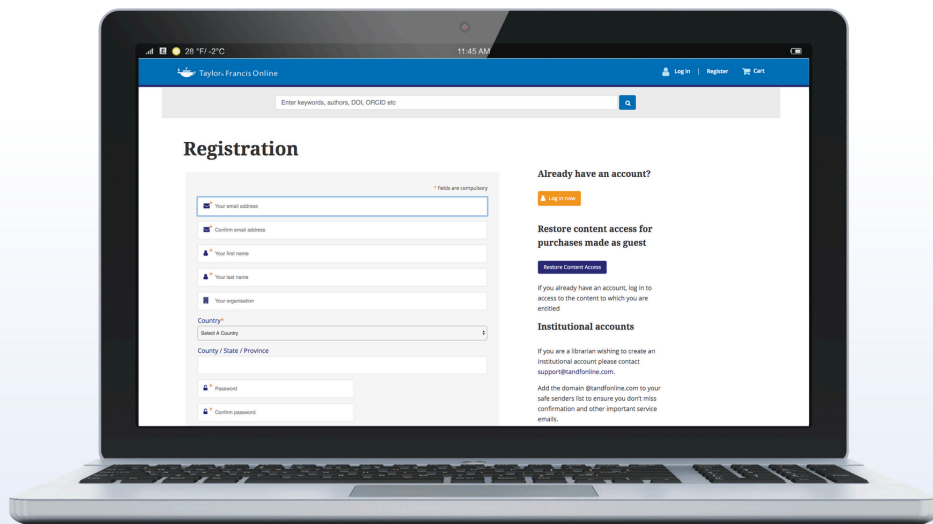 28 °F/ -2°C
11:45 AM
Taylor & Francis Online
Log in | Register
Cart
Enter keywords, authors, DOI, ORCID etc
Registration
* fields are compulsory
* Your email address
* Confirm email address
* Your first name
* Your last name
Your organisation
Country*
Select A Country
County / State / Province
* Password
* Confirm password
Already have an account?
Log in now
Restore content access for
purchases made as guest
Restore Content Access
If you already have an account, log in to
access to the content to which you are
entitled
Institutional accounts
If you are a librarian wishing to create an
institutional account please contact
support@tandfonline.com.
Add the domain @tandfonline.com to your
safe senders list to ensure you don't miss
confirmation and other important service
emails.